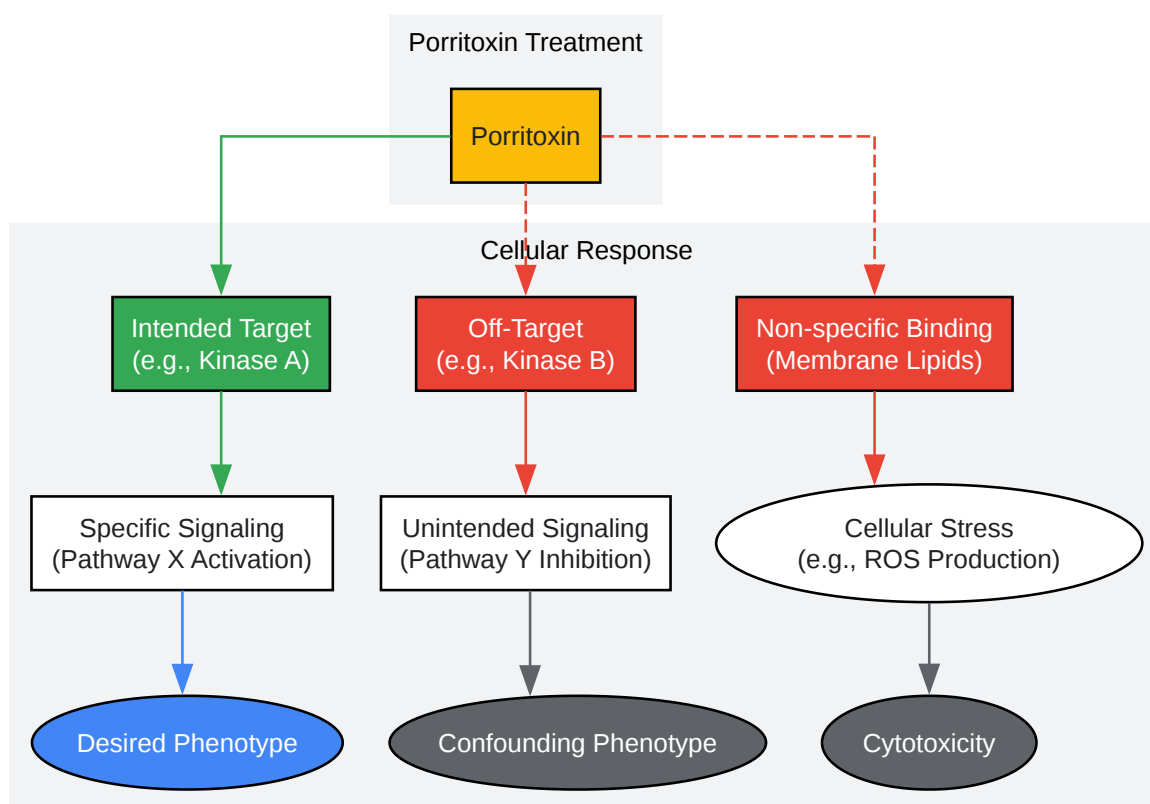 Porritoxin Treatment
Porritoxin
Cellular Response
Intended Target
(e.g., Kinase A)
Off-Target
(e.g., Kinase B)
Non-specific Binding
(Membrane Lipids)
Specific Signaling
(Pathway X Activation)
Unintended Signaling
(Pathway Y Inhibition)
Cellular Stress
(e.g., ROS Production)
Desired Phenotype
Confounding Phenotype
Cytotoxicity